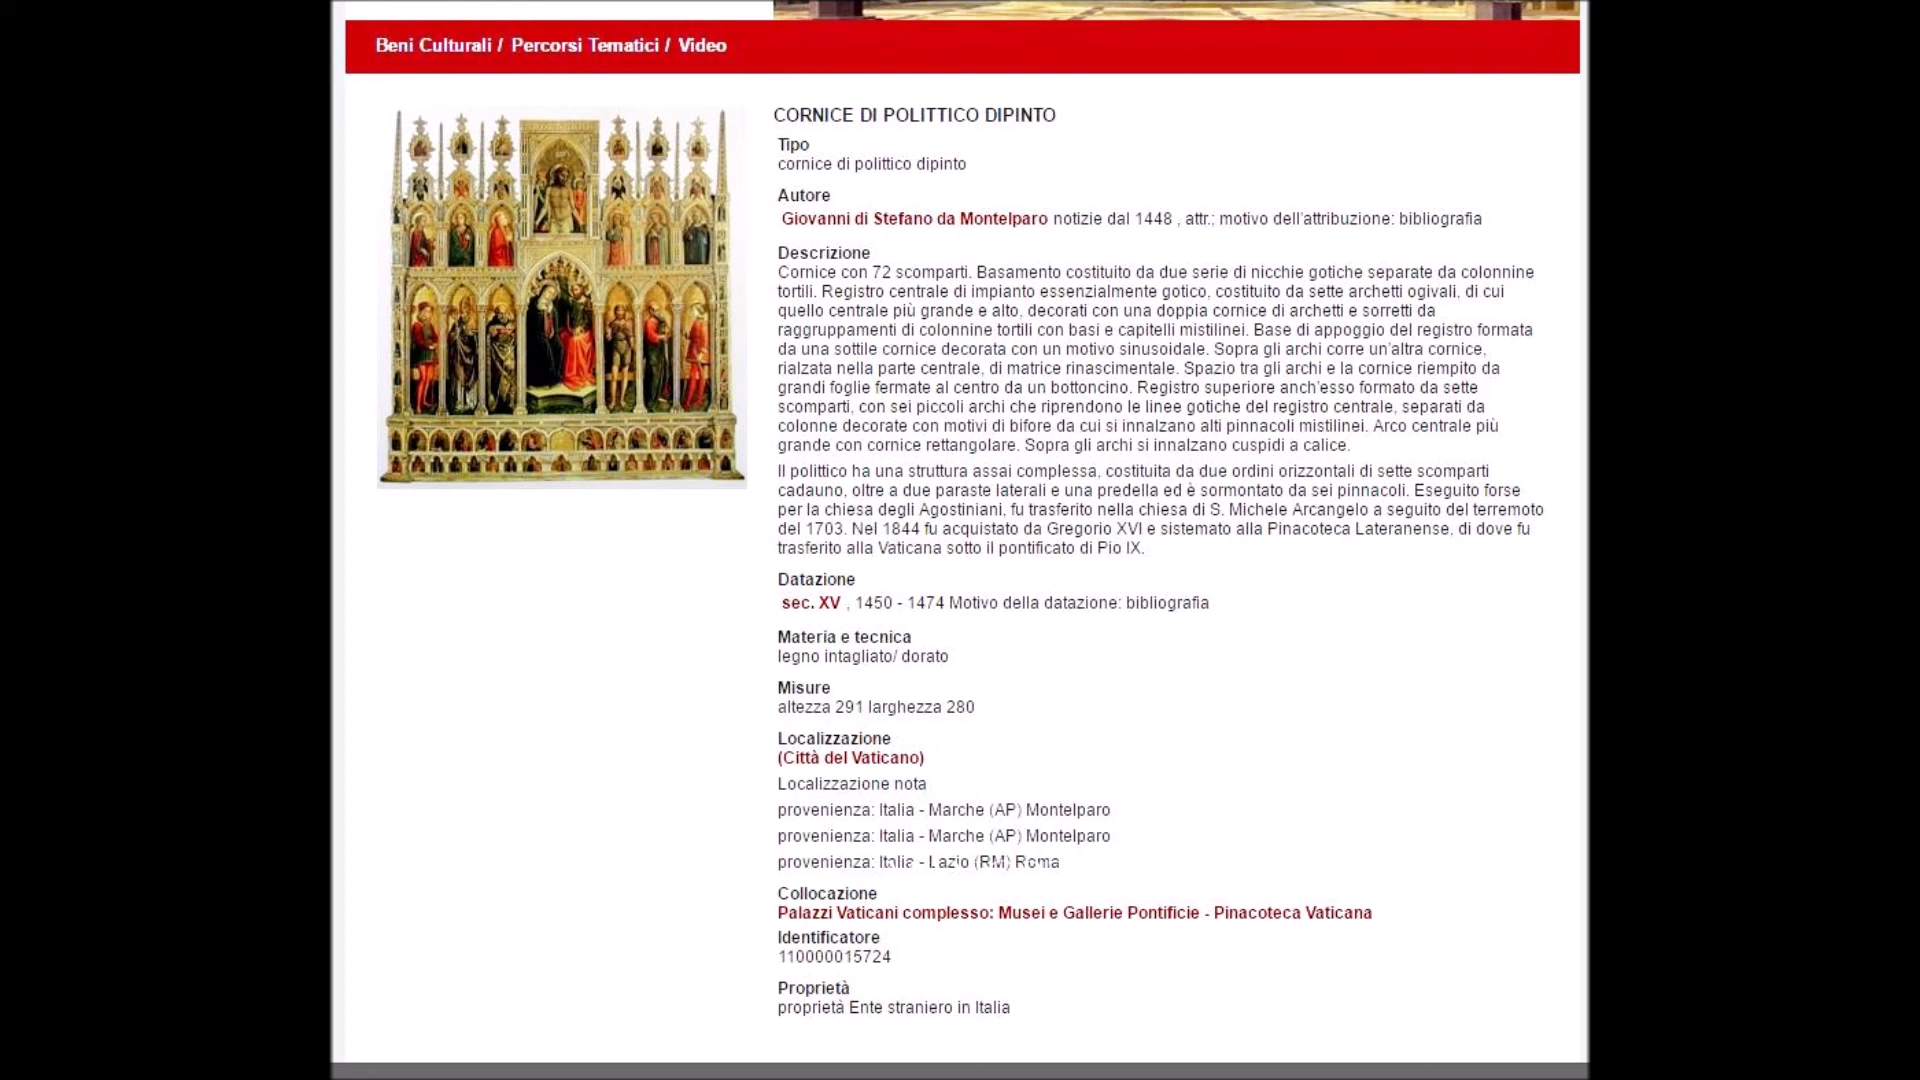 Beni Culturali / Percorsi Tematici / Video
CORNICE DI POLITTICO DIPINTO
Tipo
cornice di polittico dipinto
Autore
Giovanni di Stefano da Montelparo notizie dal 1448 , attr.; motivo dell'attribuzione: bibliografia
Descrizione
Cornice con 72 scomparti. Basamento costituito da due serie di nicchie gotiche separate da colonnine
tortili. Registro centrale di impianto essenzialmente gotico, costituito da sette archetti ogivali, di cui
quello centrale più grande e alto, decorati con una doppia cornice di archetti e sorretti da
raggruppamenti di colonnine tortili con basi e capitelli mistilinei. Base di appoggio del registro formata
da una sottile cornice decorata con un motivo sinusoidale. Sopra gli archi corre un'altra cornice,
rialzata nella parte centrale, di matrice rinascimentale. Spazio tra gli archi e la cornice riempito da
grandi foglie fermate al centro da un bottoncino. Registro superiore anch'esso formato da sette
scomparti, con sei piccoli archi che riprendono le linee gotiche del registro centrale, separati da
colonne decorate con motivi di bifore da cui si innalzano alti pinnacoli mistilinei. Arco centrale più
grande con cornice rettangolare. Sopra gli archi si innalzano cuspidi a calice.
Il polittico ha una struttura assai complessa, costituita da due ordini orizzontali di sette scomparti
cadauno, oltre a due paraste laterali e una predella ed è sormontato da sei pinnacoli. Eseguito forse
per la chiesa degli Agostiniani, fu trasferito nella chiesa di S. Michele Arcangelo a seguito del terremoto
del 1703. Nel 1844 fu acquistato da Gregorio XVI e sistemato alla Pinacoteca Lateranense, di dove fu
trasferito alla Vaticana sotto il pontificato di Pio IX.
Datazione
sec. XV , 1450 - 1474 Motivo della datazione: bibliografia
Materia e tecnica
legno intagliato/ dorato
Misure
altezza 291 larghezza 280
Localizzazione
(Città del Vaticano)
Localizzazione nota
provenienza: Italia - Marche (AP) Montelparo
provenienza: Italia - Marche (AP) Montelparo
provenienza: Italia - Lazio (RM) Roma
Collocazione
Palazzi Vaticani complesso: Musei e Gallerie Pontificie - Pinacoteca Vaticana
Identificatore
110000015724
Proprietà
proprietà Ente straniero in Italia